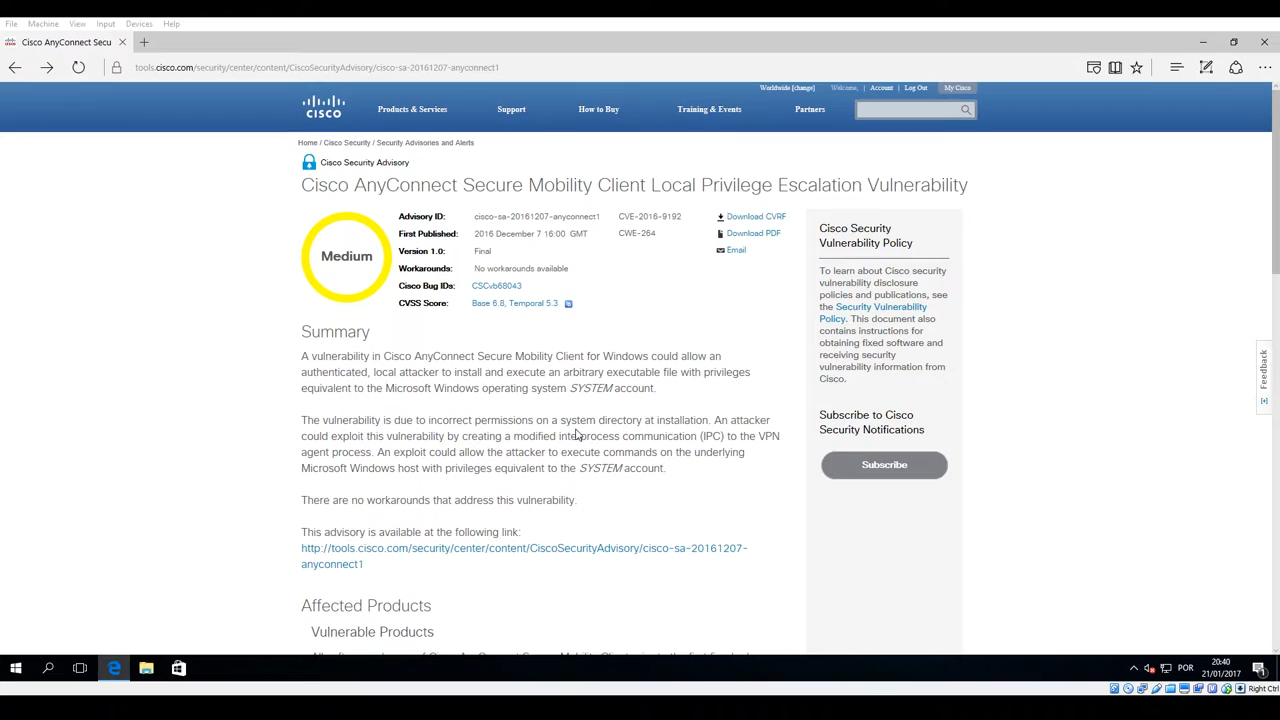 File Machine View Input Devices Help
Cisco AnyConnect Secu
tools.cisco.com/security/center/content/CiscoSecurityAdvisory/cisco-sa-20161207-anyconnect1
Worldwide [change] Welcome, | Account | Log Out | My Cisco
CISCO
Products & Services Support How to Buy Training & Events Partners
Home / Cisco Security / Security Advisories and Alerts
Cisco Security Advisory
Cisco AnyConnect Secure Mobility Client Local Privilege Escalation Vulnerability
Medium
Advisory ID: cisco-sa-20161207-anyconnect1 CVE-2016-9192 Download CVRF
First Published: 2016 December 7 16:00 GMT CWE-264 Download PDF
Version 1.0: Final Email
Workarounds: No workarounds available
Cisco Bug IDs: CSCvb68043
CVSS Score: Base 6.8, Temporal 5.3
Summary
A vulnerability in Cisco AnyConnect Secure Mobility Client for Windows could allow an
authenticated, local attacker to install and execute an arbitrary executable file with privileges
equivalent to the Microsoft Windows operating system SYSTEM account.
The vulnerability is due to incorrect permissions on a system directory at installation. An attacker
could exploit this vulnerability by creating a modified interprocess communication (IPC) to the VPN
agent process. An exploit could allow the attacker to execute commands on the underlying
Microsoft Windows host with privileges equivalent to the SYSTEM account.
There are no workarounds that address this vulnerability.
This advisory is available at the following link:
http://tools.cisco.com/security/center/content/CiscoSecurityAdvisory/cisco-sa-20161207-
anyconnect1
Affected Products
Vulnerable Products
Cisco Security
Vulnerability Policy
To learn about Cisco security
vulnerability disclosure
policies and publications, see
the Security Vulnerability
Policy. This document also
contains instructions for
obtaining fixed software and
receiving security
vulnerability information from
Cisco.
Subscribe to Cisco
Security Notifications
Subscribe
Feedback
POR
20:40
21/01/2017
1
Right Ctrl